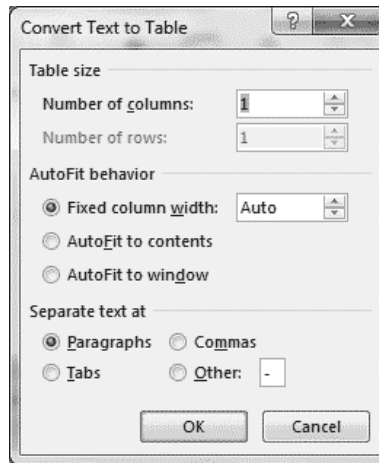 Convert Text to Table
?
Table size
Number of columns: 1
Number of rows: 1
AutoFit behavior
Fixed column width: Auto
AutoFit to contents
AutoFit to window
Separate text at
Paragraphs Commas
Tabs Other: -
OK Cancel